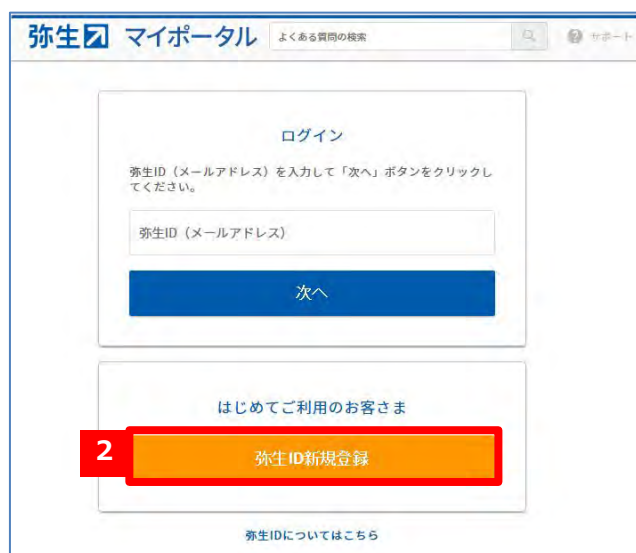 弥生 マイポータル よくある質問の検索 サポート
ログイン
弥生ID（メールアドレス）を入力して「次へ」ボタンをクリックし
てください。
弥生ID（メールアドレス）
次へ
はじめてご利用のお客さま
2 弥生ID新規登録
弥生IDについてはこちら